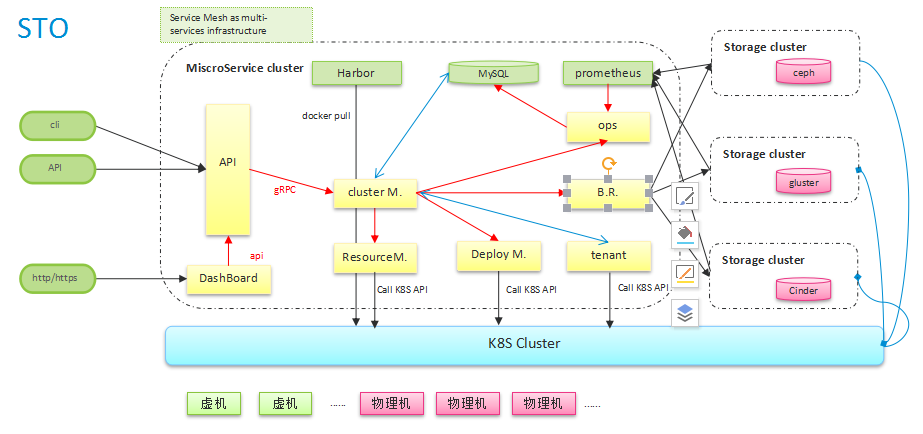 STO
Service Mesh as multi-
services infrastructure
MiscroService cluster
Harbor
MySQL
prometheus
Storage cluster
ceph
docker pull
cli
API
API
ops
Storage cluster
gluster
gRPC
cluster M.
B.R.
api
http/https
DashBoard
ResourceM.
Deploy M.
tenant
Storage cluster
Cinder
Call K8S API
Call K8S API
Call K8S API
K8S Cluster
虚机
虚机
......
物理机
物理机
物理机
......